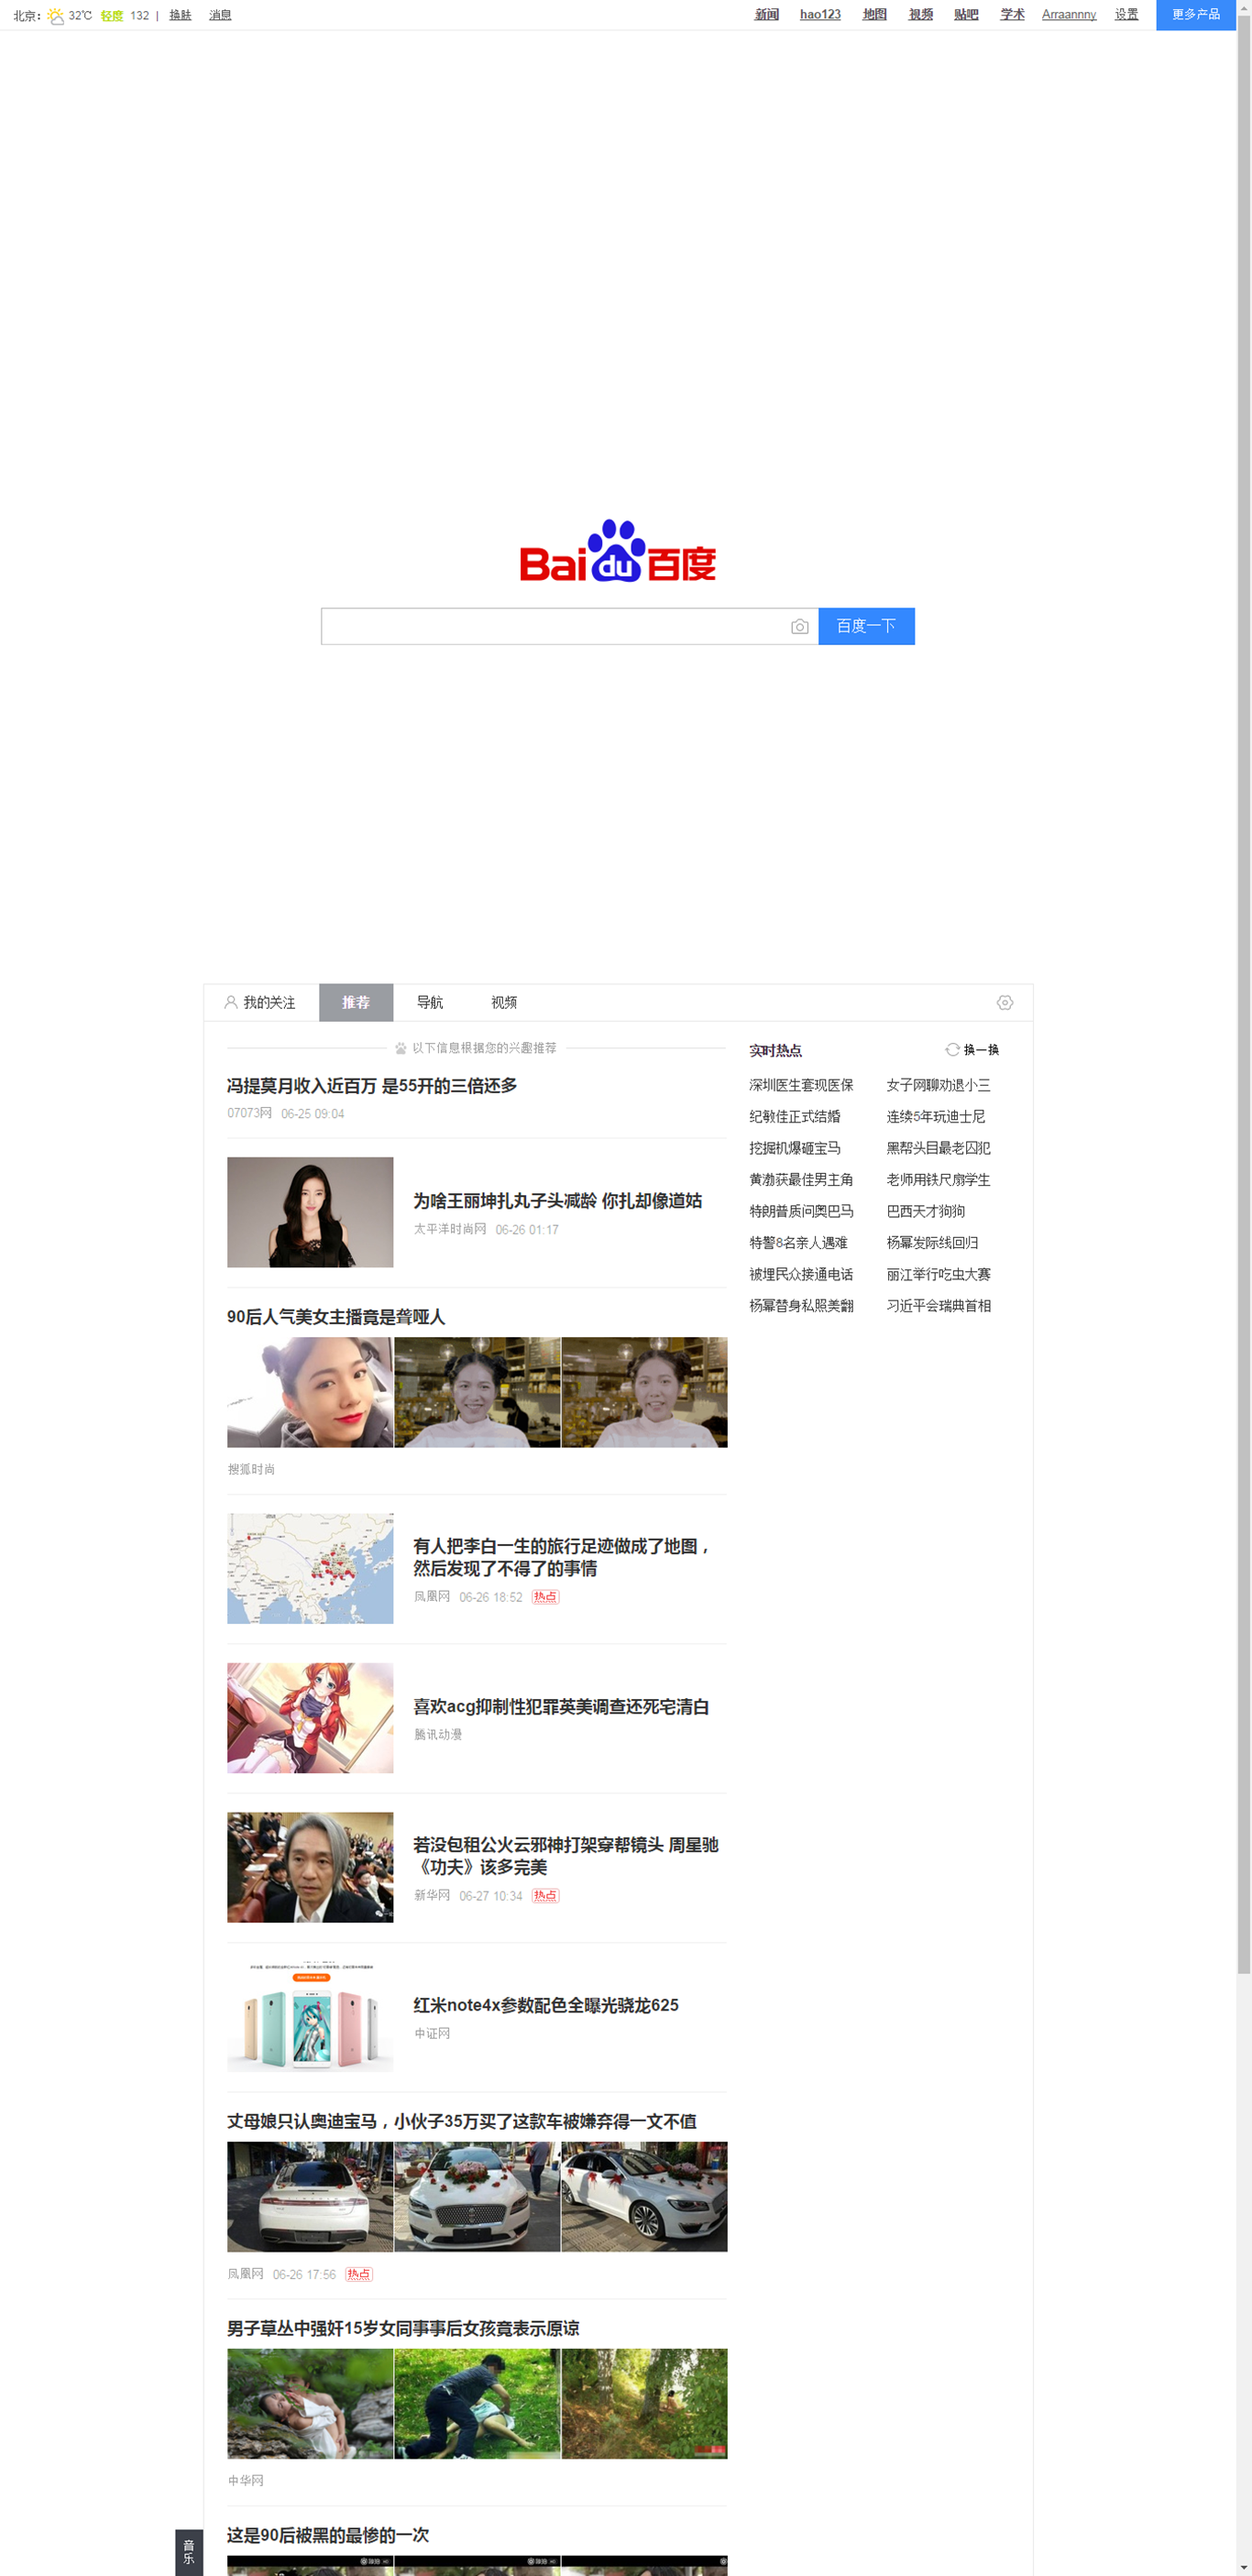 北京: 32℃ 轻度 132 | 换肤 消息
新闻 hao123 地图 视频 贴吧 学术 Arraannny 设置 更多产品
Bai du 百度
百度一下
我的关注 推荐 导航 视频
以下信息根据您的兴趣推荐
冯提莫月收入近百万 是55开的三倍还多
07073网 06-25 09:04
为啥王丽坤扎丸子头减龄 你扎却像道姑
太平洋时尚网 06-26 01:17
90后人气美女主播竟是聋哑人
搜狐时尚
有人把李白一生的旅行足迹做成了地图，
然后发现了不得了的事情
凤凰网 06-26 18:52 热点
喜欢acg抑制性犯罪英美调查还死宅清白
腾讯动漫
若没包租公火云邪神打架穿帮镜头 周星驰
《功夫》该多完美
新华网 06-27 10:34 热点
红米note4x参数配色全曝光骁龙625
中证网
丈母娘只认奥迪宝马，小伙子35万买了这款车被嫌弃得一文不值
凤凰网 06-26 17:56 热点
男子草丛中强奸15岁女同事事后女孩竟表示原谅
中华网
这是90后被黑的最惨的一次
实时热点 换一换
深圳医生套现医保 女子网聊劝退小三
纪敏佳正式结婚 连续5年玩迪士尼
挖掘机爆砸宝马 黑帮头目最老囚犯
黄渤获最佳男主角 老师用铁尺扇学生
特朗普质问奥巴马 巴西天才狗狗
特警8名亲人遇难 杨幂发际线回归
被埋民众接通电话 丽江举行吃虫大赛
杨幂替身私照美翻 习近平会瑞典首相
音乐